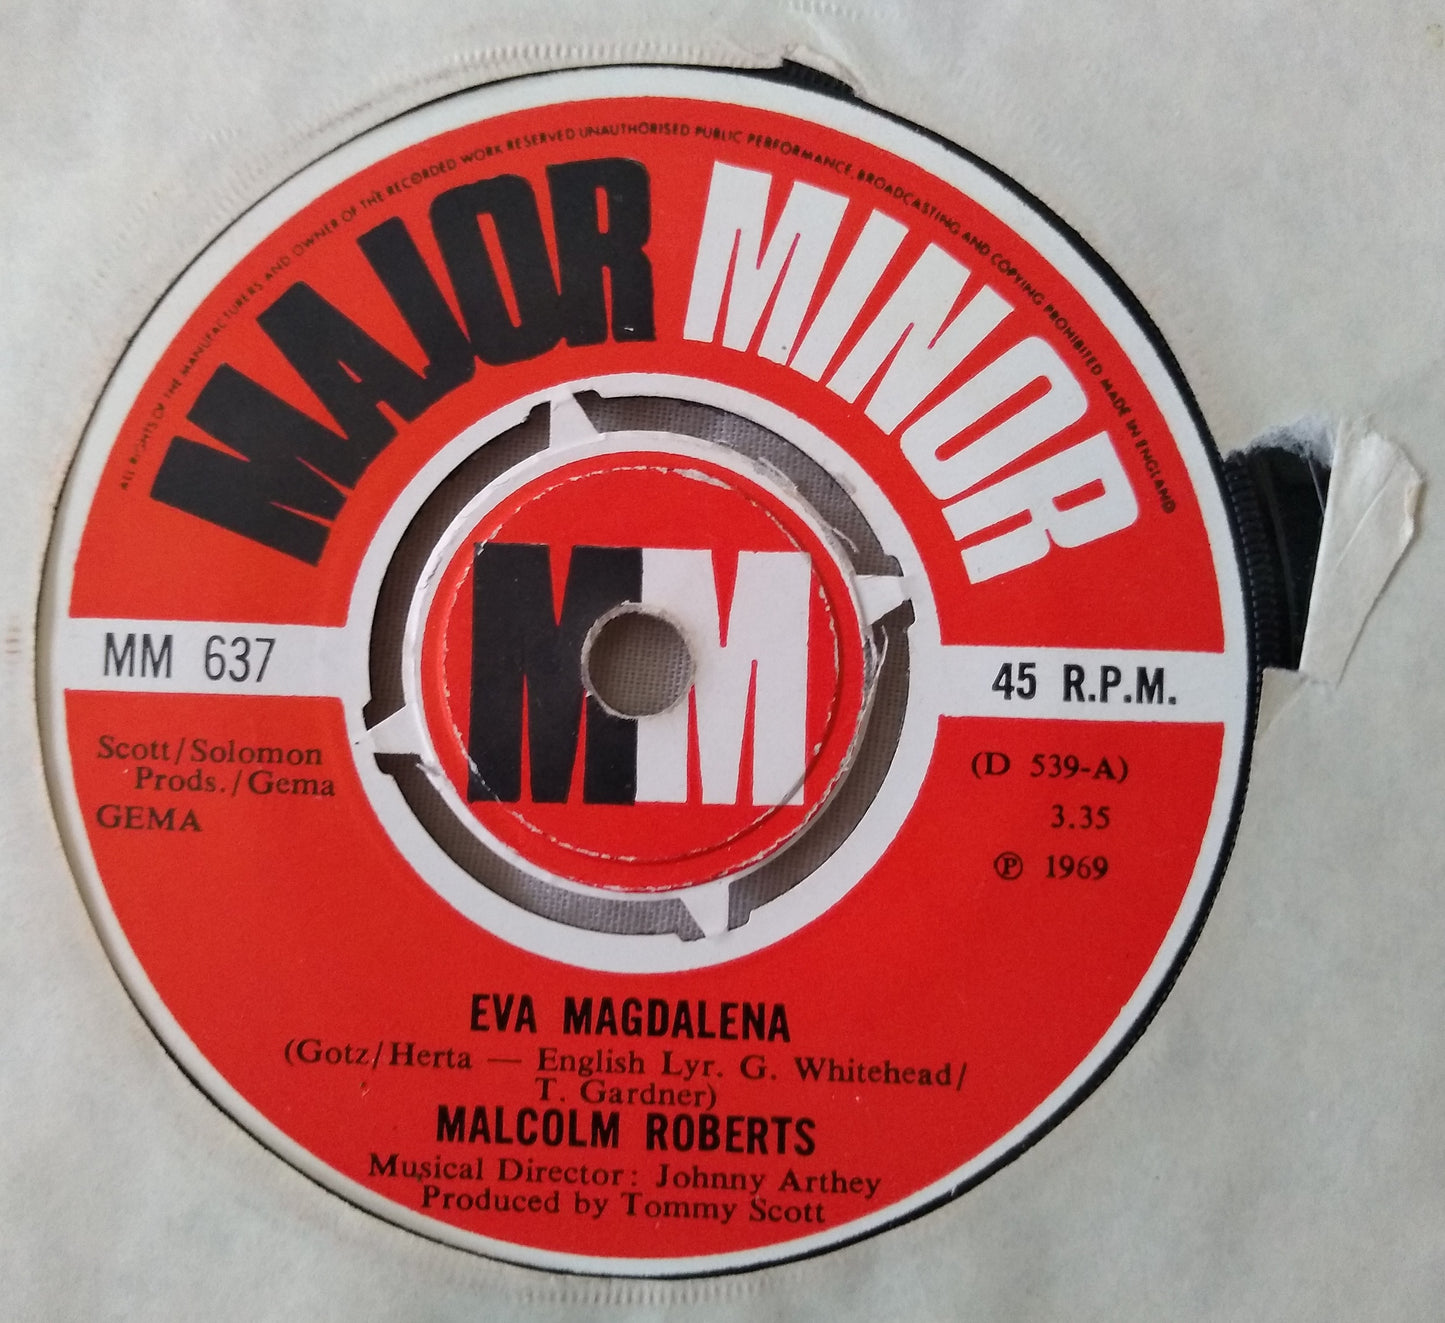 ALL RIGHTS OF THE MANUFACTURERS AND OWNER OF THE RECORDED WORK RESERVED UNAUTHORISED PUBLIC PERFORMANCE, BROADCASTING AND COPYING PROHIBITED MADE IN ENGLAND
MAJOR MINOR
MM
MM 637
45 R.P.M.
Scott/Solomon
Prods./Gema
GEMA
(D 539-A)
3.35
℗ 1969
EVA MAGDALENA
(Gotz/Herta — English Lyr. G. Whitehead/
T. Gardner)
MALCOLM ROBERTS
Musical Director: Johnny Arthey
Produced by Tommy Scott